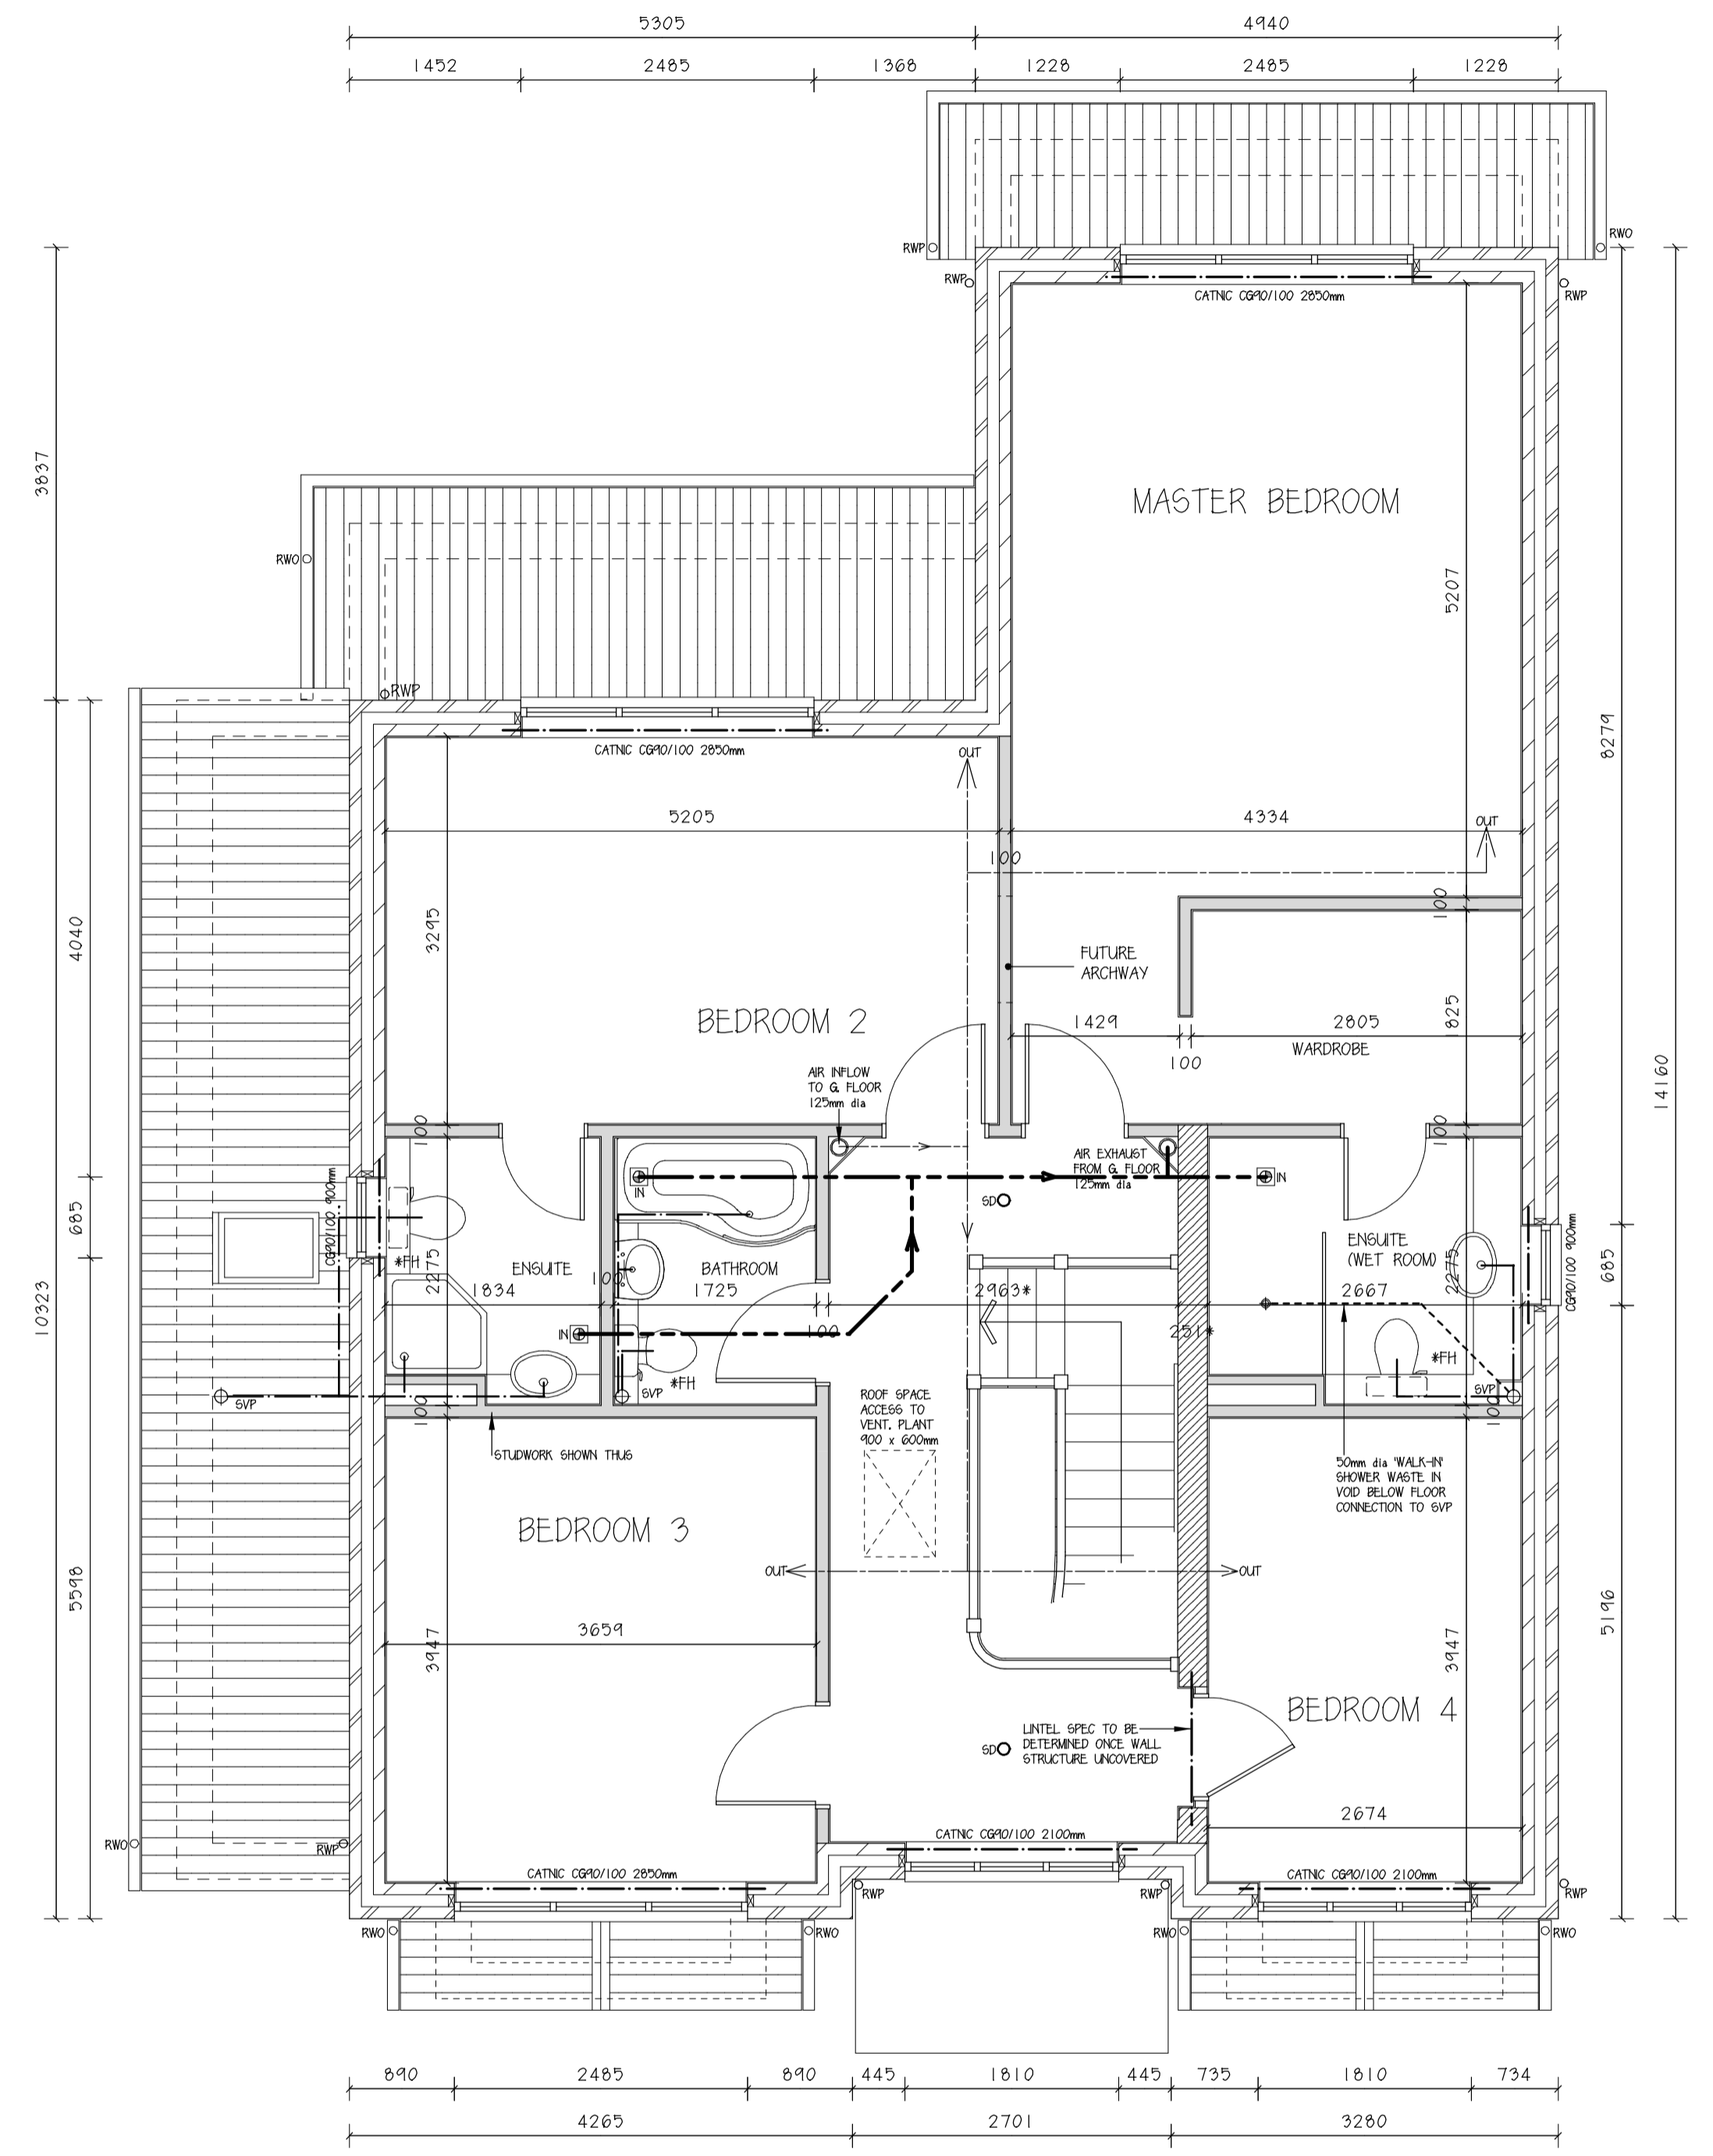 5305
4940
1452
2485
1368
1228
2485
1228
RWP
RWO
RWP
RWP
CATNIC CG90/100 2850mm
3837
MASTER BEDROOM
RWO
5207
RWP
CATNIC CG90/100 2850mm
OUT
8279
5205
4334
OUT
100
100
4040
3295
FUTURE
ARCHWAY
BEDROOM 2
1429
2805
1825
WARDROBE
100
AIR INFLOW
TO G. FLOOR
125mm dia
14160
100
100
AIR EXHAUST
FROM G. FLOOR
125mm dia
IN
IN
SD
CG90/100 900mm
685
*FH
ENSUITE
BATHROOM
ENSUITE
(WET ROOM)
CG90/100 900mm
685
2275
2275
100
1834
1725
2963*
2667
10323
IN
100
251*
*FH
*FH
SVP
SVP
SVP
ROOF SPACE
ACCESS TO
VENT. PLANT
900 x 600mm
100
100
STUDWORK SHOWN THUS
50mm dia 'WALK-IN'
SHOWER WASTE IN
VOID BELOW FLOOR
CONNECTION TO SVP
BEDROOM 3
OUT
OUT
5598
5196
3659
3947
3947
BEDROOM 4
SD
LINTEL SPEC TO BE
DETERMINED ONCE WALL
STRUCTURE UNCOVERED
2674
RWO
RWP
CATNIC CG90/100 2100mm
CATNIC CG90/100 2850mm
CATNIC CG90/100 2100mm
RWP
RWP
RWP
RWO
RWO
RWO
RWO
890
2485
890
445
1810
445
735
1810
734
4265
2701
3280